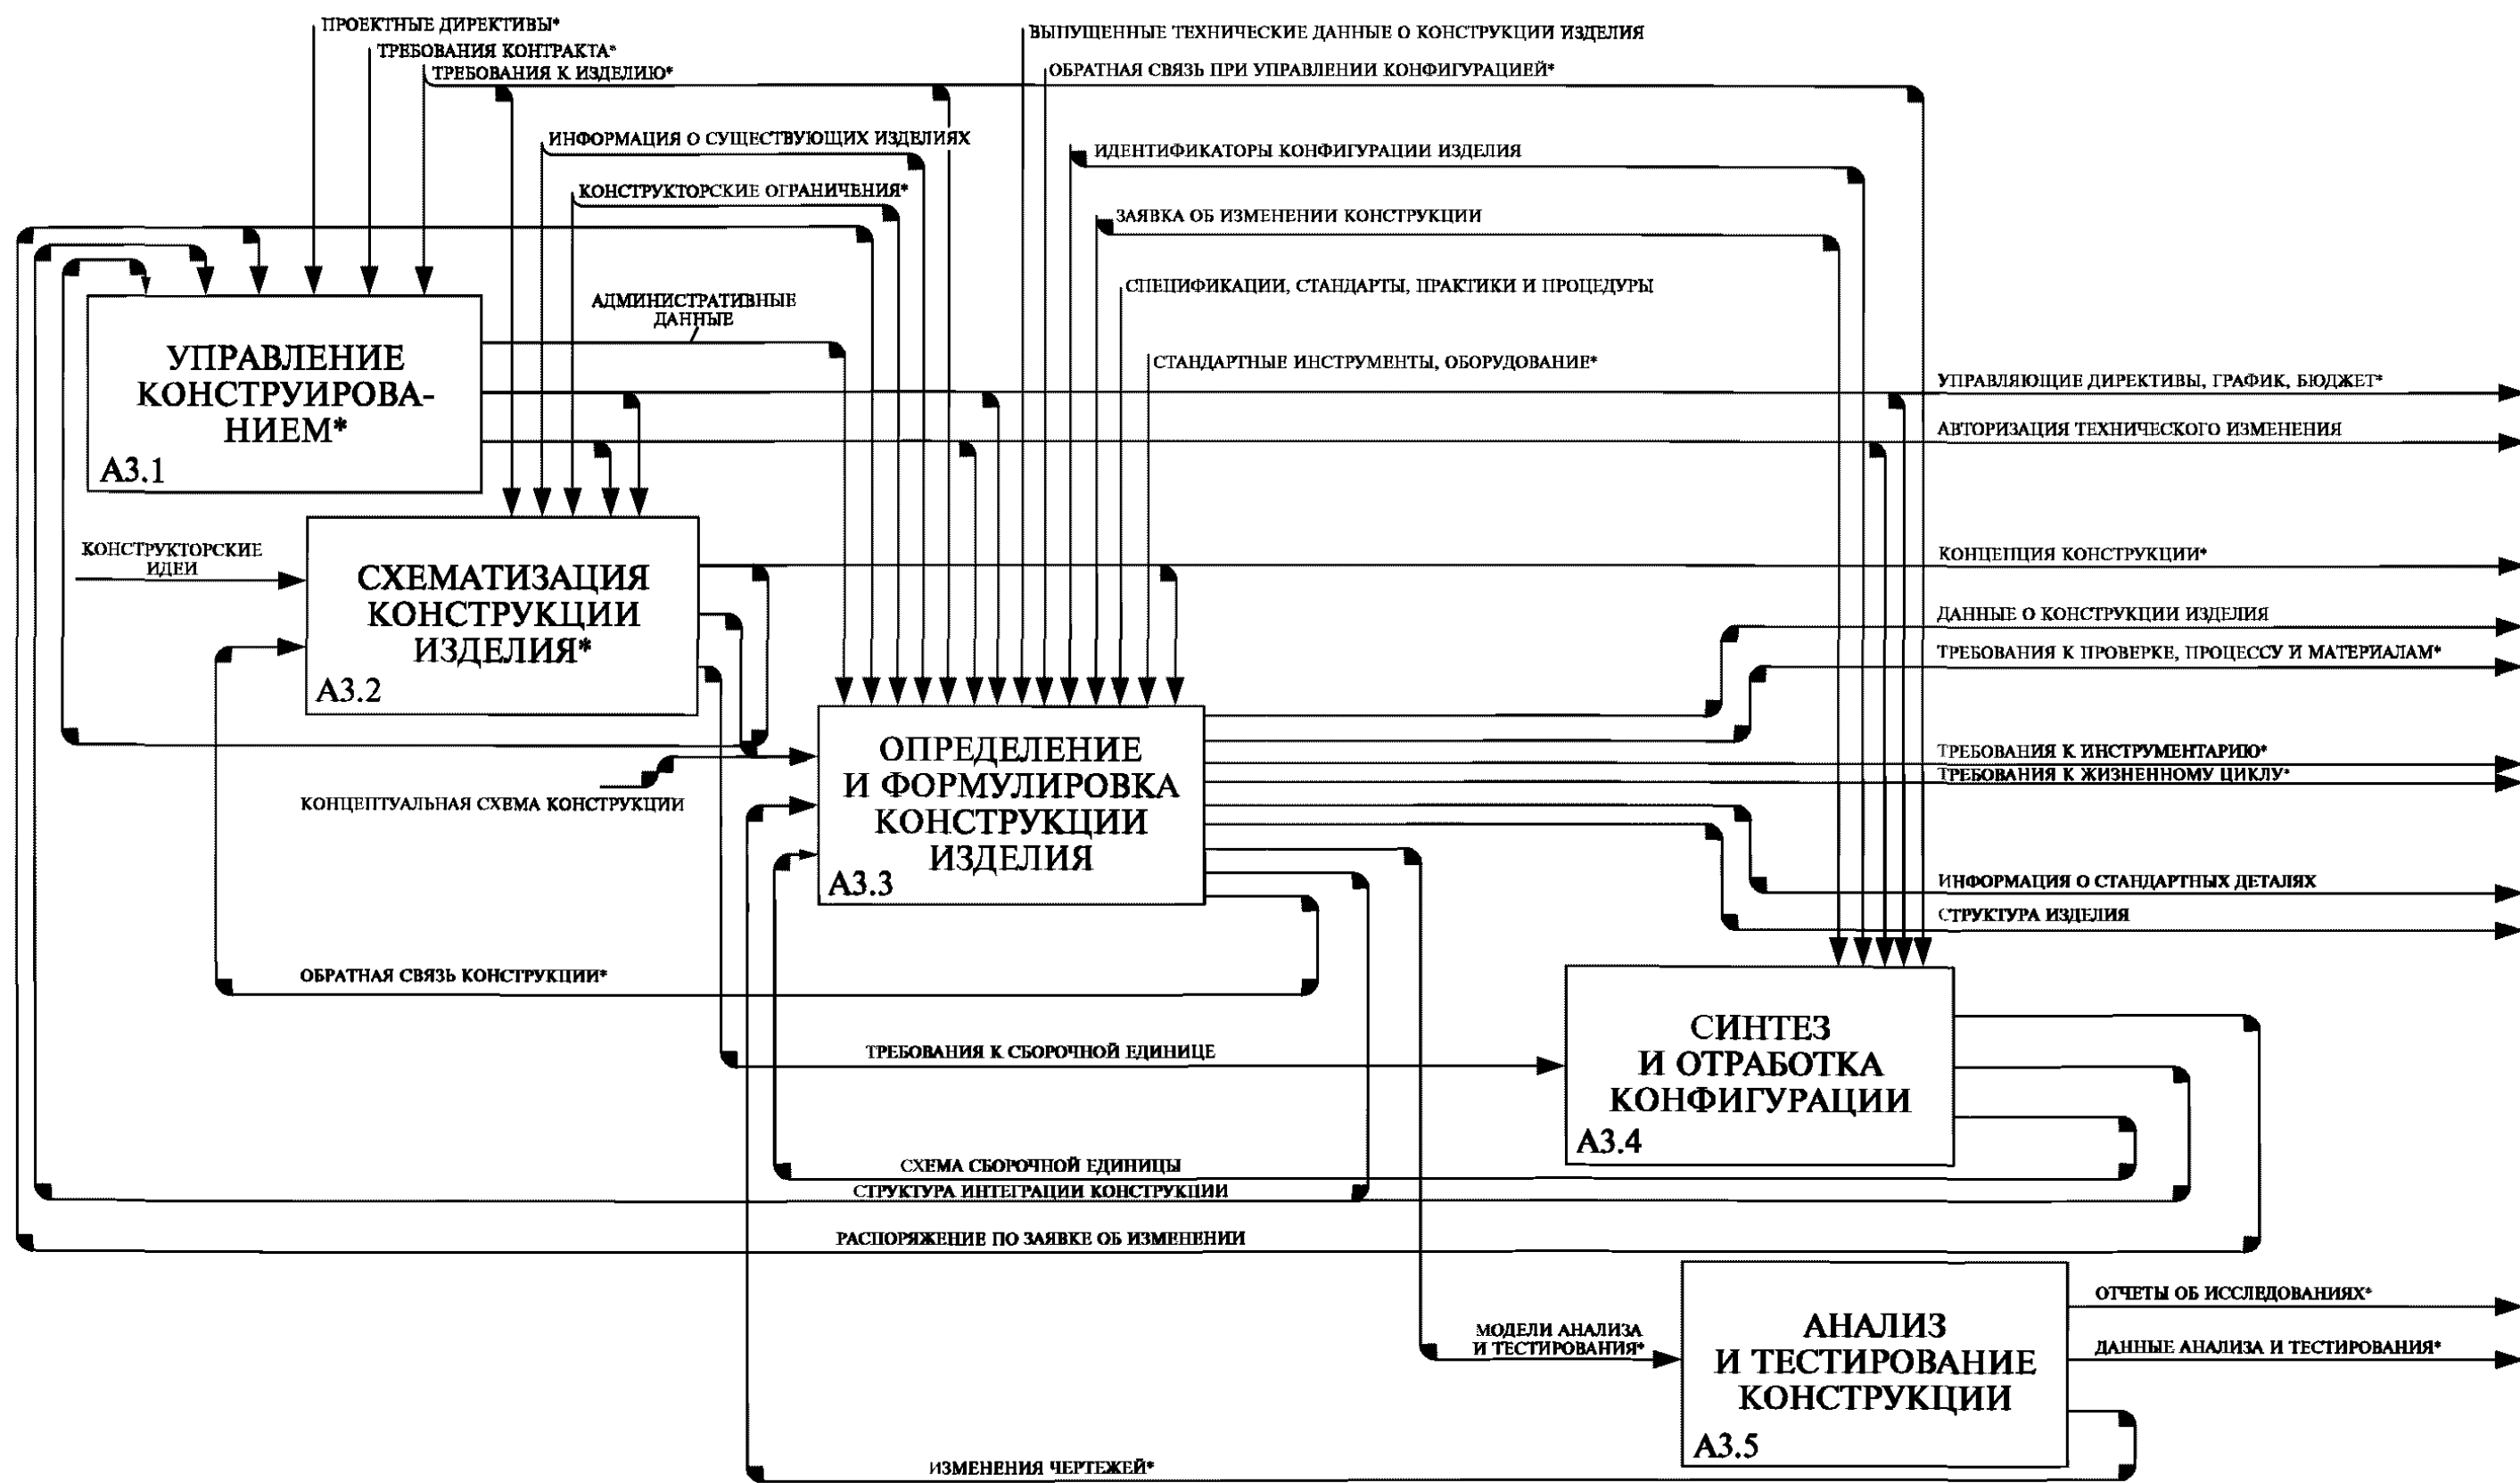 ПРОЕКТНЫЕ ДИРЕКТИВЫ*
ТРЕБОВАНИЯ КОНТРАКТА*
ТРЕБОВАНИЯ К ИЗДЕЛИЮ*
ВЫПУЩЕННЫЕ ТЕХНИЧЕСКИЕ ДАННЫЕ О КОНСТРУКЦИИ ИЗДЕЛИЯ
ОБРАТНАЯ СВЯЗЬ ПРИ УПРАВЛЕНИИ КОНФИГУРАЦИЕЙ*
ИНФОРМАЦИЯ О СУЩЕСТВУЮЩИХ ИЗДЕЛИЯХ
ИДЕНТИФИКАТОРЫ КОНФИГУРАЦИИ ИЗДЕЛИЯ
КОНСТРУКТОРСКИЕ ОГРАНИЧЕНИЯ*
ЗАЯВКА ОБ ИЗМЕНЕНИИ КОНСТРУКЦИИ
СПЕЦИФИКАЦИИ, СТАНДАРТЫ, ПРАКТИКИ И ПРОЦЕДУРЫ
АДМИНИСТРАТИВНЫЕ
ДАННЫЕ
СТАНДАРТНЫЕ ИНСТРУМЕНТЫ, ОБОРУДОВАНИЕ*
УПРАВЛЕНИЕ
КОНСТРУИРОВА-
НИЕМ*
А3.1
УПРАВЛЯЮЩИЕ ДИРЕКТИВЫ, ГРАФИК, БЮДЖЕТ*
АВТОРИЗАЦИЯ ТЕХНИЧЕСКОГО ИЗМЕНЕНИЯ
КОНСТРУКТОРСКИЕ
ИДЕИ
СХЕМАТИЗАЦИЯ
КОНСТРУКЦИИ
ИЗДЕЛИЯ*
А3.2
КОНЦЕПЦИЯ КОНСТРУКЦИИ*
ДАННЫЕ О КОНСТРУКЦИИ ИЗДЕЛИЯ
ТРЕБОВАНИЯ К ПРОВЕРКЕ, ПРОЦЕССУ И МАТЕРИАЛАМ*
ТРЕБОВАНИЯ К ИНСТРУМЕНТАРИЮ*
ТРЕБОВАНИЯ К ЖИЗНЕННОМУ ЦИКЛУ*
КОНЦЕПТУАЛЬНАЯ СХЕМА КОНСТРУКЦИИ
ОПРЕДЕЛЕНИЕ
И ФОРМУЛИРОВКА
КОНСТРУКЦИИ
ИЗДЕЛИЯ
А3.3
ИНФОРМАЦИЯ О СТАНДАРТНЫХ ДЕТАЛЯХ
СТРУКТУРА ИЗДЕЛИЯ
ОБРАТНАЯ СВЯЗЬ КОНСТРУКЦИИ*
ТРЕБОВАНИЯ К СБОРОЧНОЙ ЕДИНИЦЕ
СИНТЕЗ
И ОТРАБОТКА
КОНФИГУРАЦИИ
А3.4
СХЕМА СБОРОЧНОЙ ЕДИНИЦЫ
СТРУКТУРА ИНТЕГРАЦИИ КОНСТРУКЦИИ
РАСПОРЯЖЕНИЕ ПО ЗАЯВКЕ ОБ ИЗМЕНЕНИИ
МОДЕЛИ АНАЛИЗА
И ТЕСТИРОВАНИЯ*
АНАЛИЗ
И ТЕСТИРОВАНИЕ
КОНСТРУКЦИИ
А3.5
ОТЧЕТЫ ОБ ИССЛЕДОВАНИЯХ*
ДАННЫЕ АНАЛИЗА И ТЕСТИРОВАНИЯ*
ИЗМЕНЕНИЯ ЧЕРТЕЖЕЙ*